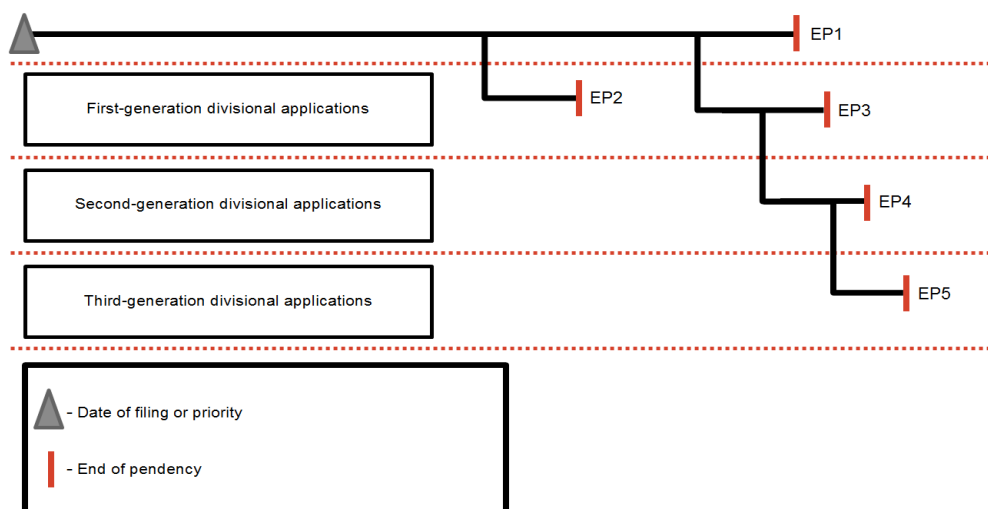 EP1
First-generation divisional applications
EP2
EP3
Second-generation divisional applications
EP4
Third-generation divisional applications
EP5
- Date of filing or priority
- End of pendency